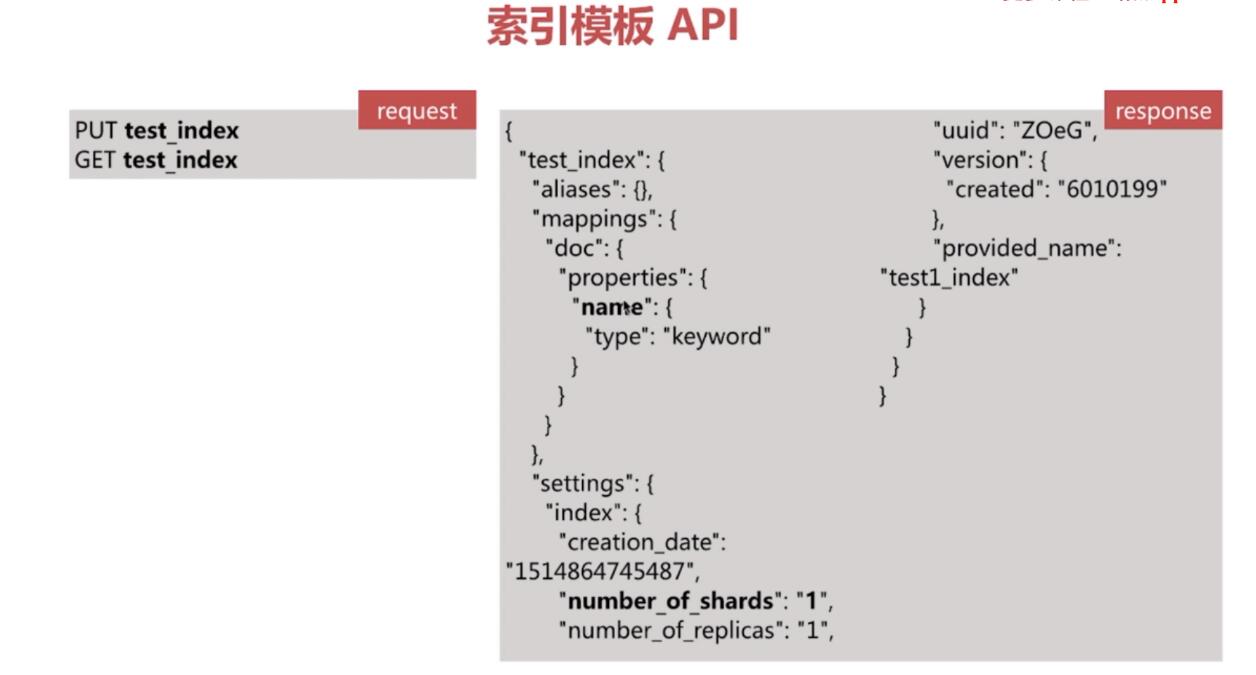 索引模板 API
request
PUT test_index
GET test_index
response
{
"test_index": {
"aliases": {},
"mappings": {
"doc": {
"properties": {
"name": {
"type": "keyword"
}
}
}
},
"settings": {
"index": {
"creation_date":
"1514864745487",
"number_of_shards": "1",
"number_of_replicas": "1",
"uuid": "ZOeG",
"version": {
"created": "6010199"
},
"provided_name":
"test1_index"
}
}
}
}